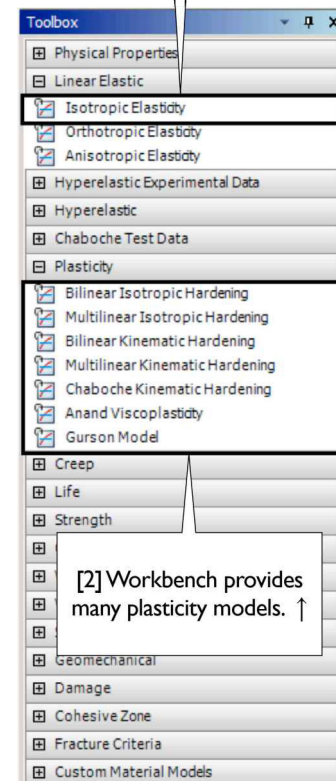 Toolbox
Physical Properties
Linear Elastic
Isotropic Elasticity
Orthotropic Elasticity
Anisotropic Elasticity
Hyperelastic Experimental Data
Hyperelastic
Chaboche Test Data
Plasticity
Bilinear Isotropic Hardening
Multilinear Isotropic Hardening
Bilinear Kinematic Hardening
Multilinear Kinematic Hardening
Chaboche Kinematic Hardening
Anand Viscoplasticity
Gurson Model
Creep
Life
Strength
[2] Workbench provides
many plasticity models. ↑
Geomechanical
Damage
Cohesive Zone
Fracture Criteria
Custom Material Models